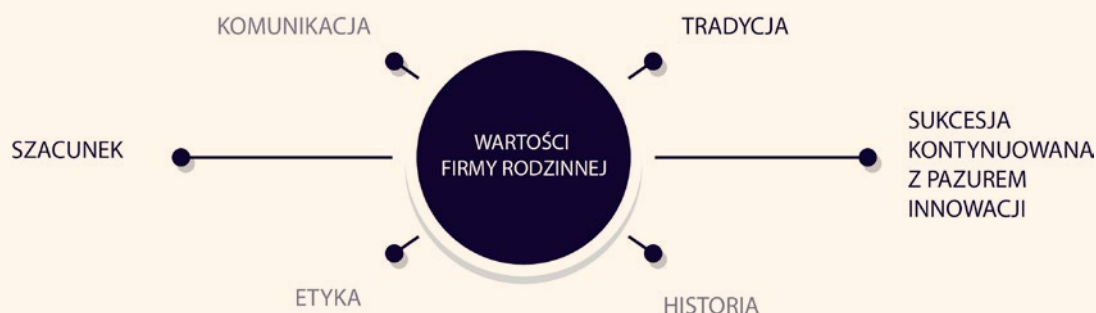 KOMUNIKACJA
TRADYCJA
SZACUNEK
WARTOŚCI
FIRMY RODZINNEJ
SUKCESJA
KONTYNUOWANA
Z PAZUREM
INNOWACJI
ETYKA
HISTORIA